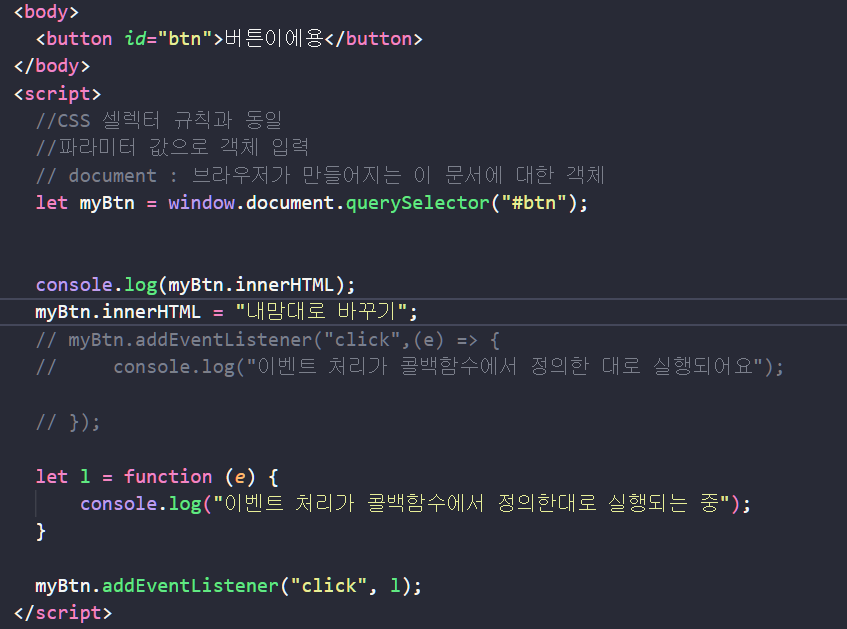 <body>
<button id="btn">버튼이에용</button>
</body>
<script>
//CSS 셀렉터 규칙과 동일
//파라미터 값으로 객체 입력
// document : 브라우저가 만들어지는 이 문서에 대한 객체
let myBtn = window.document.querySelector("#btn");
console.log(myBtn.innerHTML);
myBtn.innerHTML = "내맘대로 바꾸기";
// myBtn.addEventListener("click",(e) => {
//     console.log("이벤트 처리가 콜백함수에서 정의한 대로 실행되어요");
// });
let l = function (e) {
console.log("이벤트 처리가 콜백함수에서 정의한대로 실행되는 중");
}
myBtn.addEventListener("click", l);
</script>